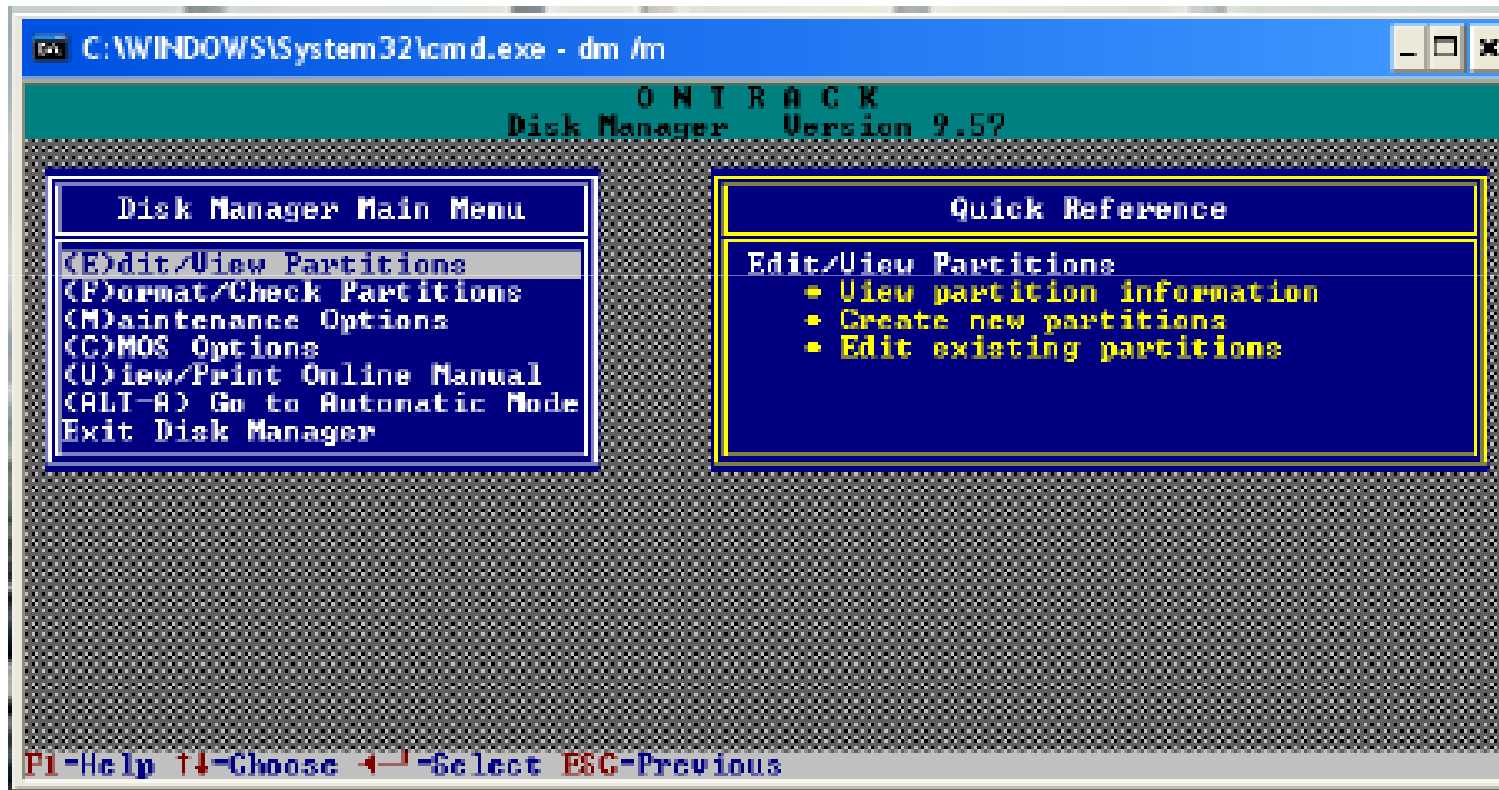 C:\WINDOWS\System32\cmd.exe - dm /m
O N T R A C K
Disk Manager Version 9.57
Disk Manager Main Menu
(E)dit/View Partitions
(F)ormat/Check Partitions
(M)aintenance Options
(C)MOS Options
(V)iew/Print Online Manual
(ALT-A) Go to Automatic Mode
Exit Disk Manager
Quick Reference
Edit/View Partitions
• View partition information
• Create new partitions
• Edit existing partitions
F1-Help ↑↓-Choose ◄─┘-Select ESC-Previous